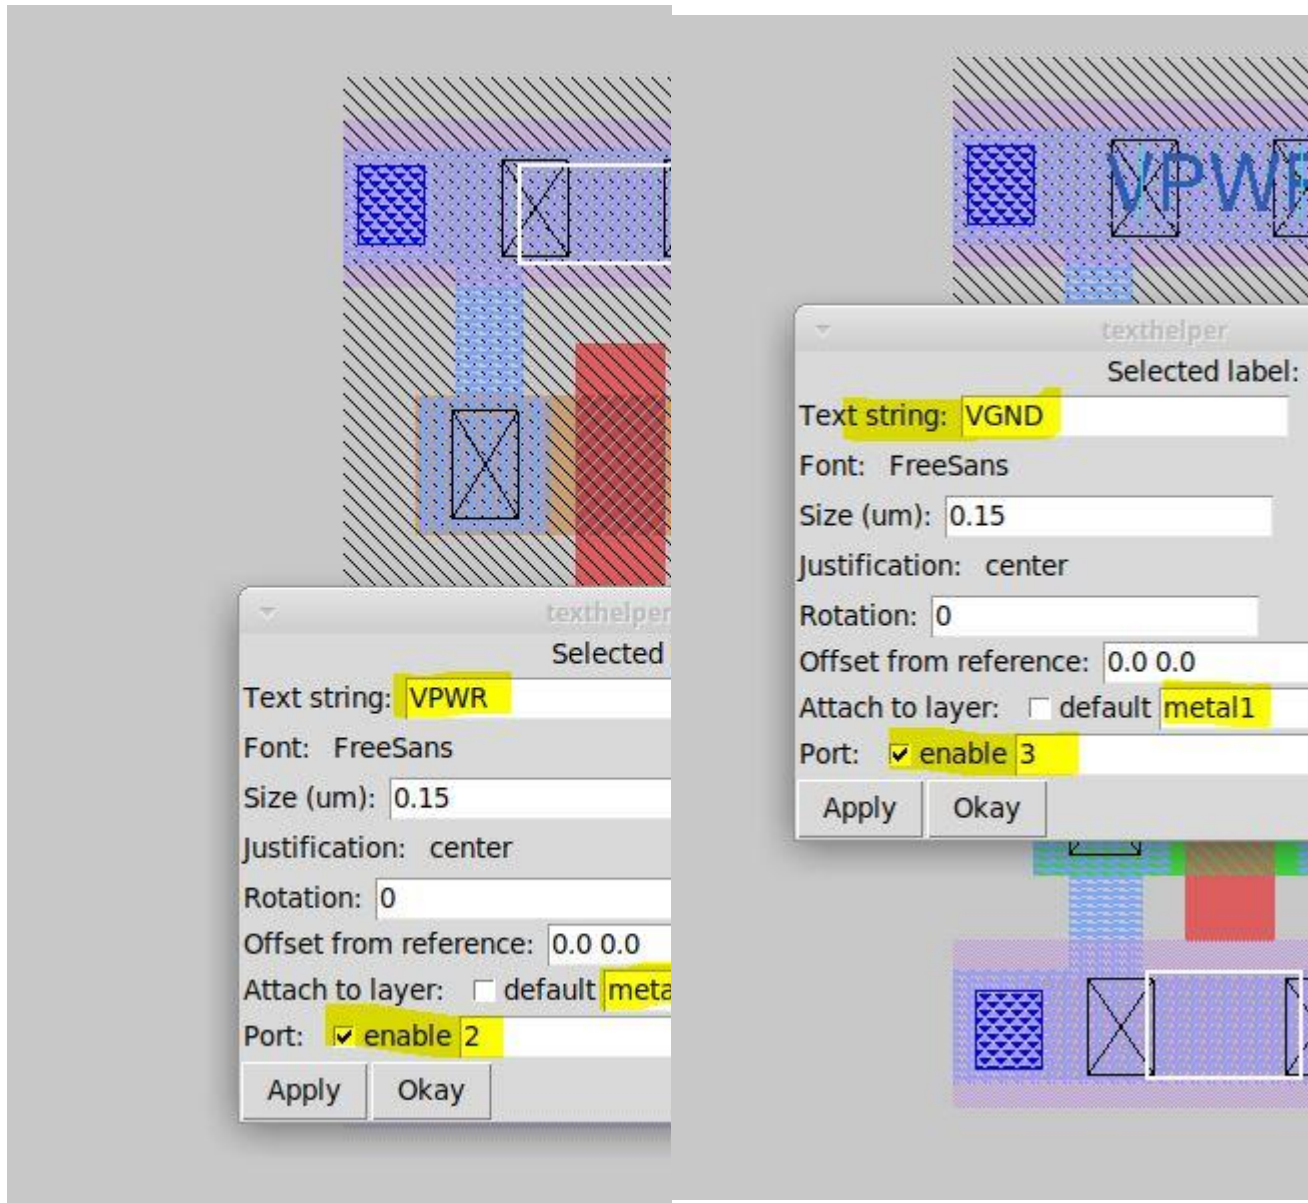 texthelper
Selected
Text string: VPWR
Font: FreeSans
Size (um): 0.15
Justification: center
Rotation: 0
Offset from reference: 0.0 0.0
Attach to layer: default
Port: enable 2
Apply Okay
VPWR
texthelper
Selected label:
Text string: VGND
Font: FreeSans
Size (um): 0.15
Justification: center
Rotation: 0
Offset from reference: 0.0 0.0
Attach to layer: default metal1
Port: enable 3
Apply Okay